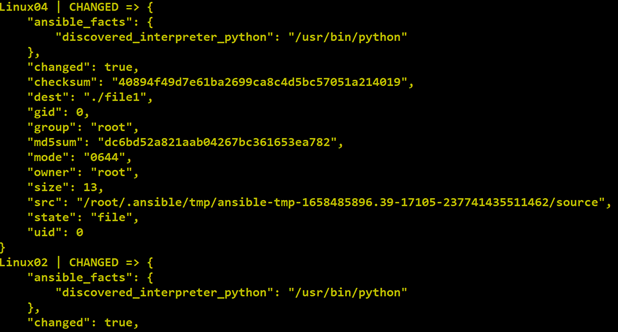 Linux04 | CHANGED => {
    "ansible_facts": {
        "discovered_interpreter_python": "/usr/bin/python"
    },
    "changed": true,
    "checksum": "40894f49d7e61ba2699ca8c4d5bc57051a214019",
    "dest": "./file1",
    "gid": 0,
    "group": "root",
    "md5sum": "dc6bd52a821aab04267bc361653ea782",
    "mode": "0644",
    "owner": "root",
    "size": 13,
    "src": "/root/.ansible/tmp/ansible-tmp-1658485896.39-17105-237741435511462/source",
    "state": "file",
    "uid": 0
}
Linux02 | CHANGED => {
    "ansible_facts": {
        "discovered_interpreter_python": "/usr/bin/python"
    },
    "changed": true,